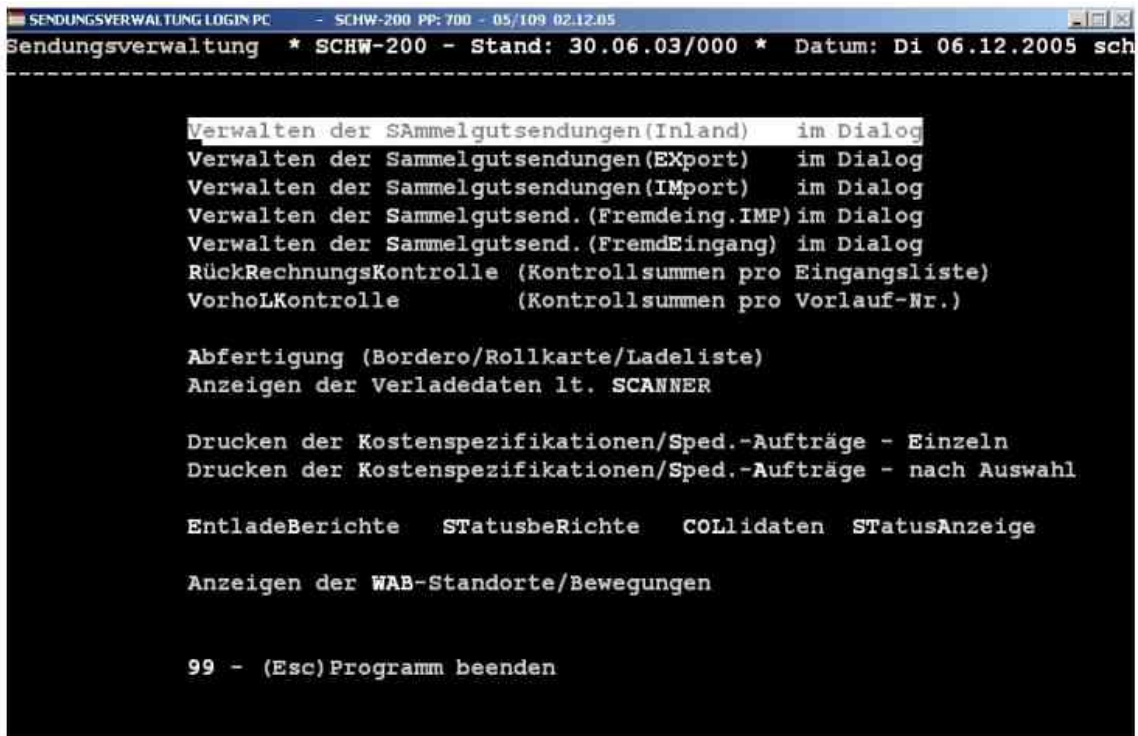 SENDUNGSVERWALTUNG LOGIN PC - SCHW-200 PP: 700 - 05/109 02.12.05
Sendungsverwaltung * SCHW-200 - Stand: 30.06.03/000 * Datum: Di 06.12.2005 sch
Verwalten der SAmmelgutsendungen(Inland) im Dialog
Verwalten der Sammelgutsendungen(EXport) im Dialog
Verwalten der Sammelgutsendungen(IMport) im Dialog
Verwalten der Sammelgutsend.(Fremdeing.IMP)im Dialog
Verwalten der Sammelgutsend.(FremdEingang) im Dialog
RückRechnungsKontrolle (Kontrollsummen pro Eingangsliste)
VorhoLKontrolle (Kontrollsummen pro Vorlauf-Nr.)
Abfertigung (Bordero/Rollkarte/Ladeliste)
Anzeigen der Verladedaten lt. SCANNER
Drucken der Kostenspezifikationen/Sped.-Aufträge - Einzeln
Drucken der Kostenspezifikationen/Sped.-Aufträge - nach Auswahl
EntladeBerichte STatusbeRichte COLlidaten STatusAnzeige
Anzeigen der WAB-Standorte/Bewegungen
99 - (Esc)Programm beenden